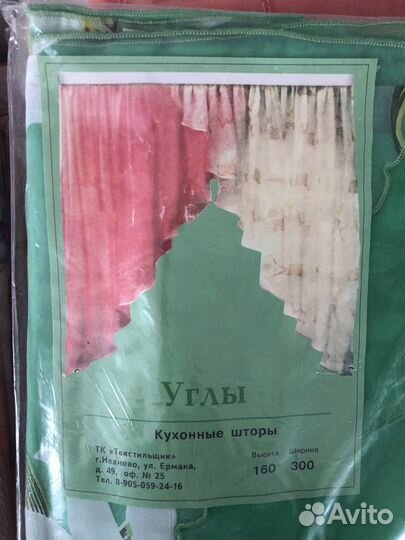 Углы
Кухонные шторы
ТК «Текстильщик»
г.Иваново, ул. Ермака,
д. 49, оф. № 25
Тел. 8-905-059-24-16
Высота Ширина
160 300
Avito